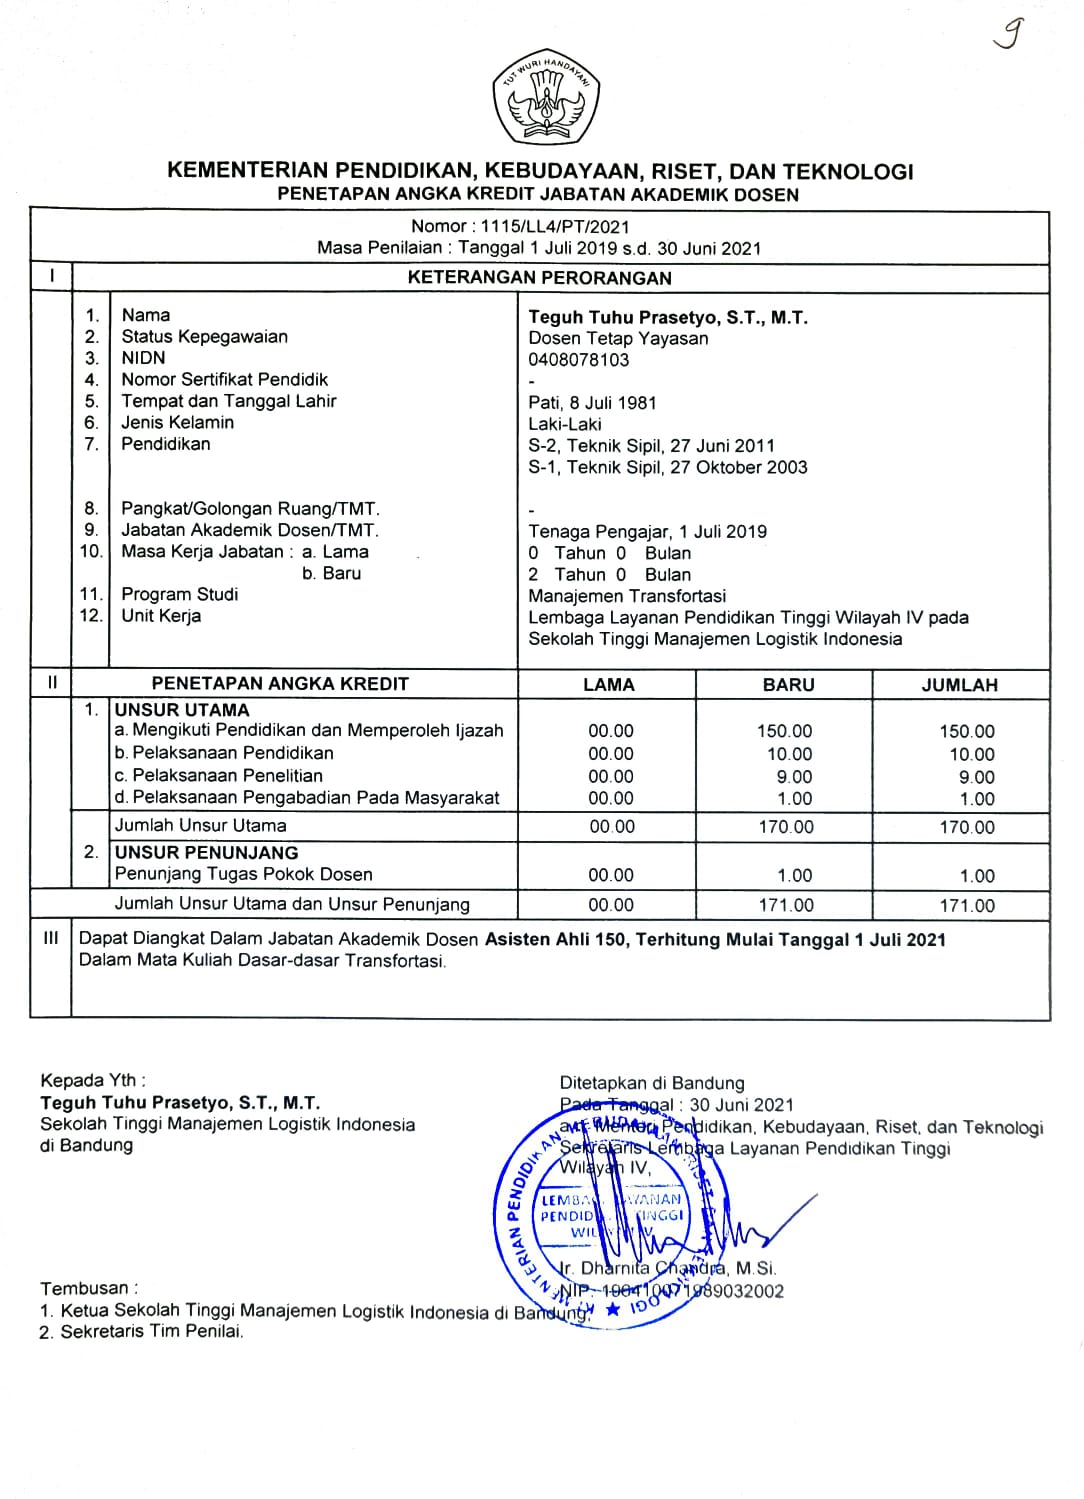 9
TUT WURI HANDAYANI
KEMENTERIAN PENDIDIKAN, KEBUDAYAAN, RISET, DAN TEKNOLOGI
PENETAPAN ANGKA KREDIT JABATAN AKADEMIK DOSEN
Nomor : 1115/LL4/PT/2021
Masa Penilaian : Tanggal 1 Juli 2019 s.d. 30 Juni 2021
I KETERANGAN PERORANGAN
1. Nama Teguh Tuhu Prasetyo, S.T., M.T.
2. Status Kepegawaian Dosen Tetap Yayasan
3. NIDN 0408078103
4. Nomor Sertifikat Pendidik -
5. Tempat dan Tanggal Lahir Pati, 8 Juli 1981
6. Jenis Kelamin Laki-Laki
7. Pendidikan S-2, Teknik Sipil, 27 Juni 2011
S-1, Teknik Sipil, 27 Oktober 2003
8. Pangkat/Golongan Ruang/TMT. -
9. Jabatan Akademik Dosen/TMT. Tenaga Pengajar, 1 Juli 2019
10. Masa Kerja Jabatan : a. Lama 0 Tahun 0 Bulan
b. Baru 2 Tahun 0 Bulan
11. Program Studi Manajemen Transfortasi
12. Unit Kerja Lembaga Layanan Pendidikan Tinggi Wilayah IV pada
Sekolah Tinggi Manajemen Logistik Indonesia
II PENETAPAN ANGKA KREDIT LAMA BARU JUMLAH
1. UNSUR UTAMA
a. Mengikuti Pendidikan dan Memperoleh Ijazah 00.00 150.00 150.00
b. Pelaksanaan Pendidikan 00.00 10.00 10.00
c. Pelaksanaan Penelitian 00.00 9.00 9.00
d. Pelaksanaan Pengabadian Pada Masyarakat 00.00 1.00 1.00
Jumlah Unsur Utama 00.00 170.00 170.00
2. UNSUR PENUNJANG
Penunjang Tugas Pokok Dosen 00.00 1.00 1.00
Jumlah Unsur Utama dan Unsur Penunjang 00.00 171.00 171.00
III Dapat Diangkat Dalam Jabatan Akademik Dosen Asisten Ahli 150, Terhitung Mulai Tanggal 1 Juli 2021
Dalam Mata Kuliah Dasar-dasar Transfortasi.
Kepada Yth :
Teguh Tuhu Prasetyo, S.T., M.T.
Sekolah Tinggi Manajemen Logistik Indonesia
di Bandung
Ditetapkan di Bandung
Pada Tanggal : 30 Juni 2021
a.n. Menteri Pendidikan, Kebudayaan, Riset, dan Teknologi
Sekretaris Lembaga Layanan Pendidikan Tinggi
Wilayah IV,
LEMBAGA LAYANAN
PENDIDIKAN TINGGI
WILAYAH IV
Ir. Dharnita Chandra, M.Si.
NIP. 196410071989032002
Tembusan :
1. Ketua Sekolah Tinggi Manajemen Logistik Indonesia di Bandung;
2. Sekretaris Tim Penilai.